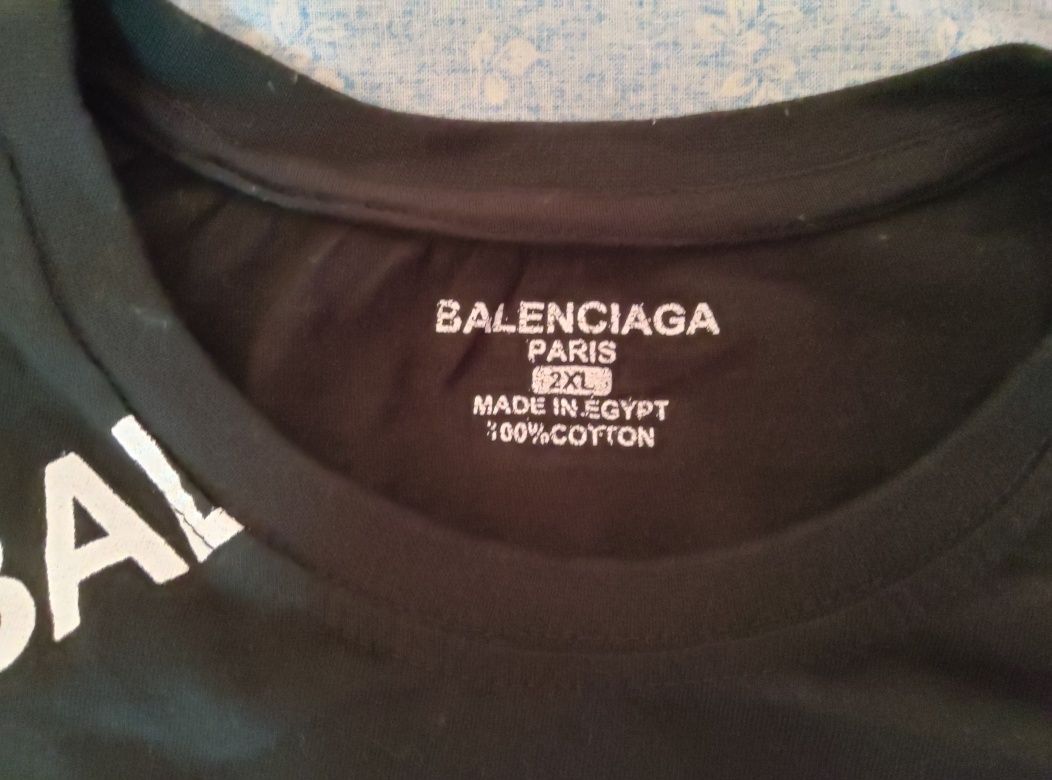 BALENCIAGA
PARIS
2XL
MADE IN EGYPT
100%COTTON
BAL